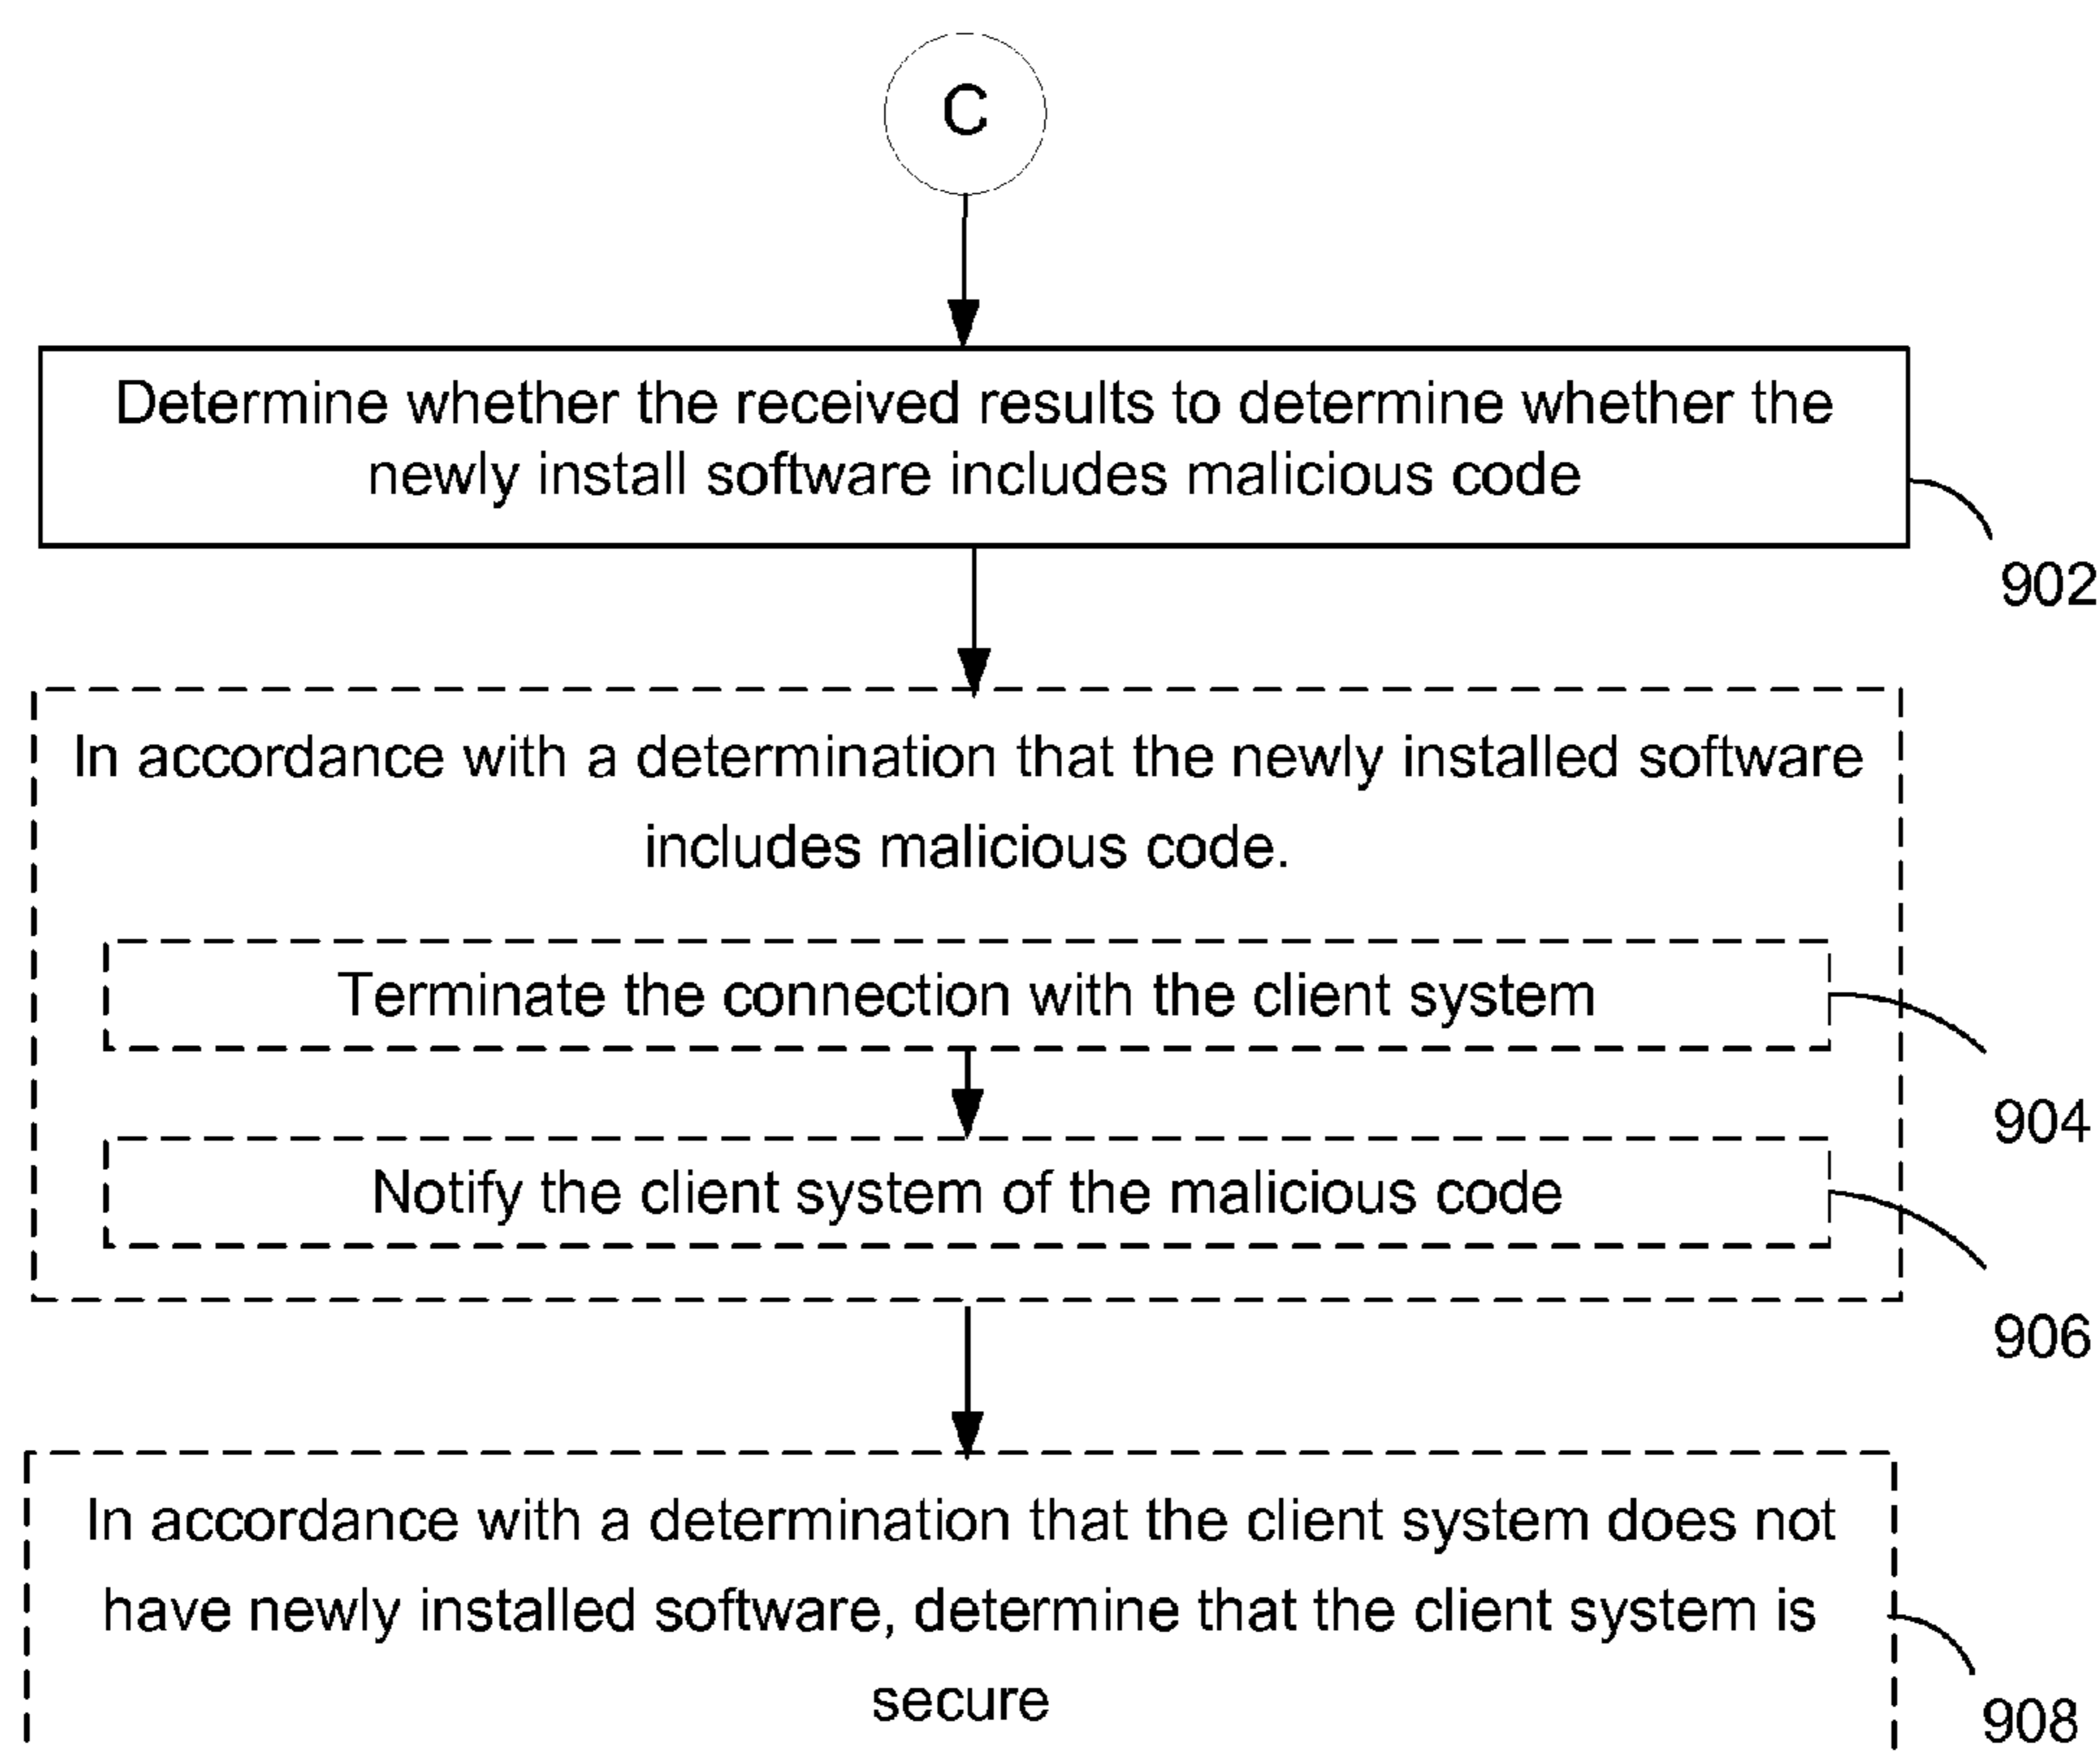 C
Determine whether the received results to determine whether the
newly install software includes malicious code
902
In accordance with a determination that the newly installed software
includes malicious code.
Terminate the connection with the client system
904
Notify the client system of the malicious code
906
In accordance with a determination that the client system does not
have newly installed software, determine that the client system is
secure
908